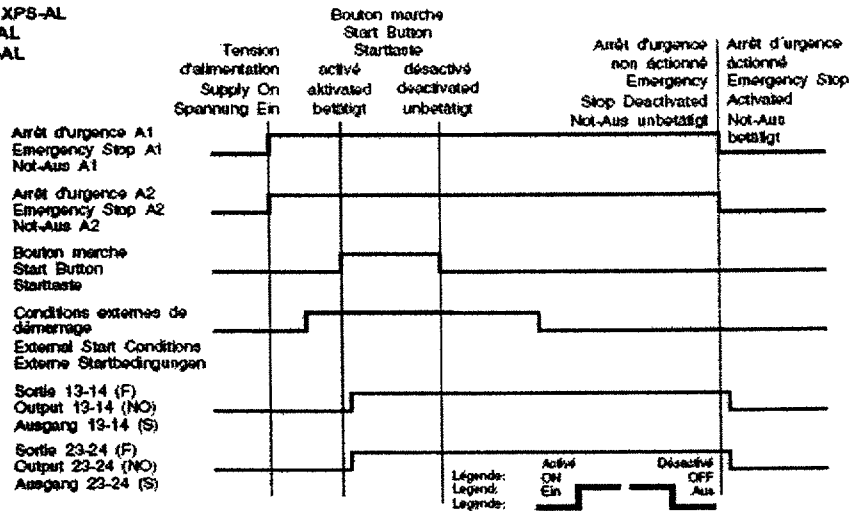 XPS-AL
AL
-AL
Bouton marche
Start Button
Starttaste
activé
aktivated
betätigt
désactivé
deactivated
unbetätigt
Tension
d'alimentation
Supply On
Spannung Ein
Arrêt d'urgence
non áctionné
Emergency
Stop Deactivated
Not-Aus unbetätigt
Arrêt d´urgence
áctionné
Emergency Stop
Activated
Not-Aus
betätigt
Arrêt d'urgence A1
Emergency Stop A1
Not-Aus A1
Arrêt d'urgence A2
Emergency Stop A2
Not-Aus A2
Bouton marche
Start Button
Starttaste
Conditions externes de
démarrage
External Start Conditions
Externe Startbedingungen
Sortie 13-14 (F)
Output 13-14 (NO)
Ausgang 13-14 (S)
Sortie 23-24 (F)
Output 23-24 (NO)
Ausgang 23-24 (S)
Légende:
Legend:
Legende:
Activé
ON
Ein
Désactivé
OFF
Aus